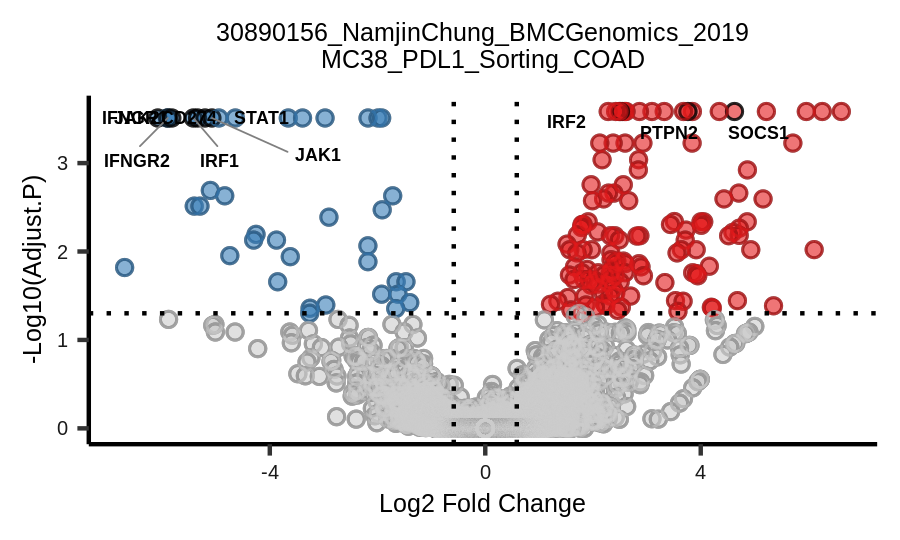 30890156_NamjinChung_BMCGenomics_2019
MC38_PDL1_Sorting_COAD
STAT1
IRF2
PTPN2
SOCS1
IFNGR2
IRF1
JAK1
3
2
1
0
-Log10(Adjust.P)
-4
0
4
Log2 Fold Change